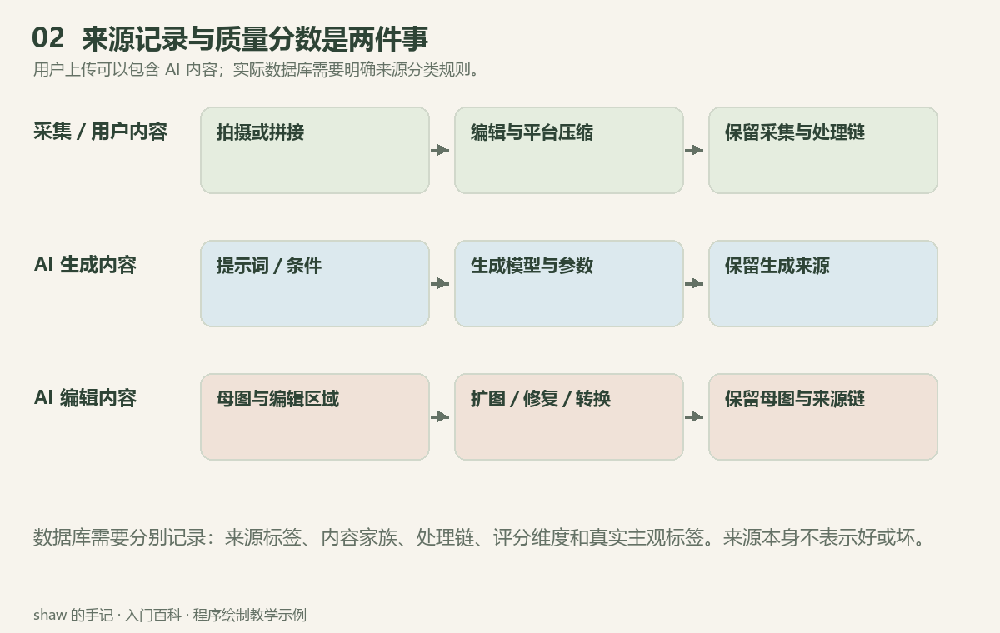 02 来源记录与质量分数是两件事
用户上传可以包含 AI 内容；实际数据库需要明确来源分类规则。
采集 / 用户内容
拍摄或拼接
编辑与平台压缩
保留采集与处理链
AI 生成内容
提示词 / 条件
生成模型与参数
保留生成来源
AI 编辑内容
母图与编辑区域
扩图 / 修复 / 转换
保留母图与来源链
数据库需要分别记录：来源标签、内容家族、处理链、评分维度和真实主观标签。来源本身不表示好或坏。
shaw 的手记 · 入门百科 · 程序绘制教学示例